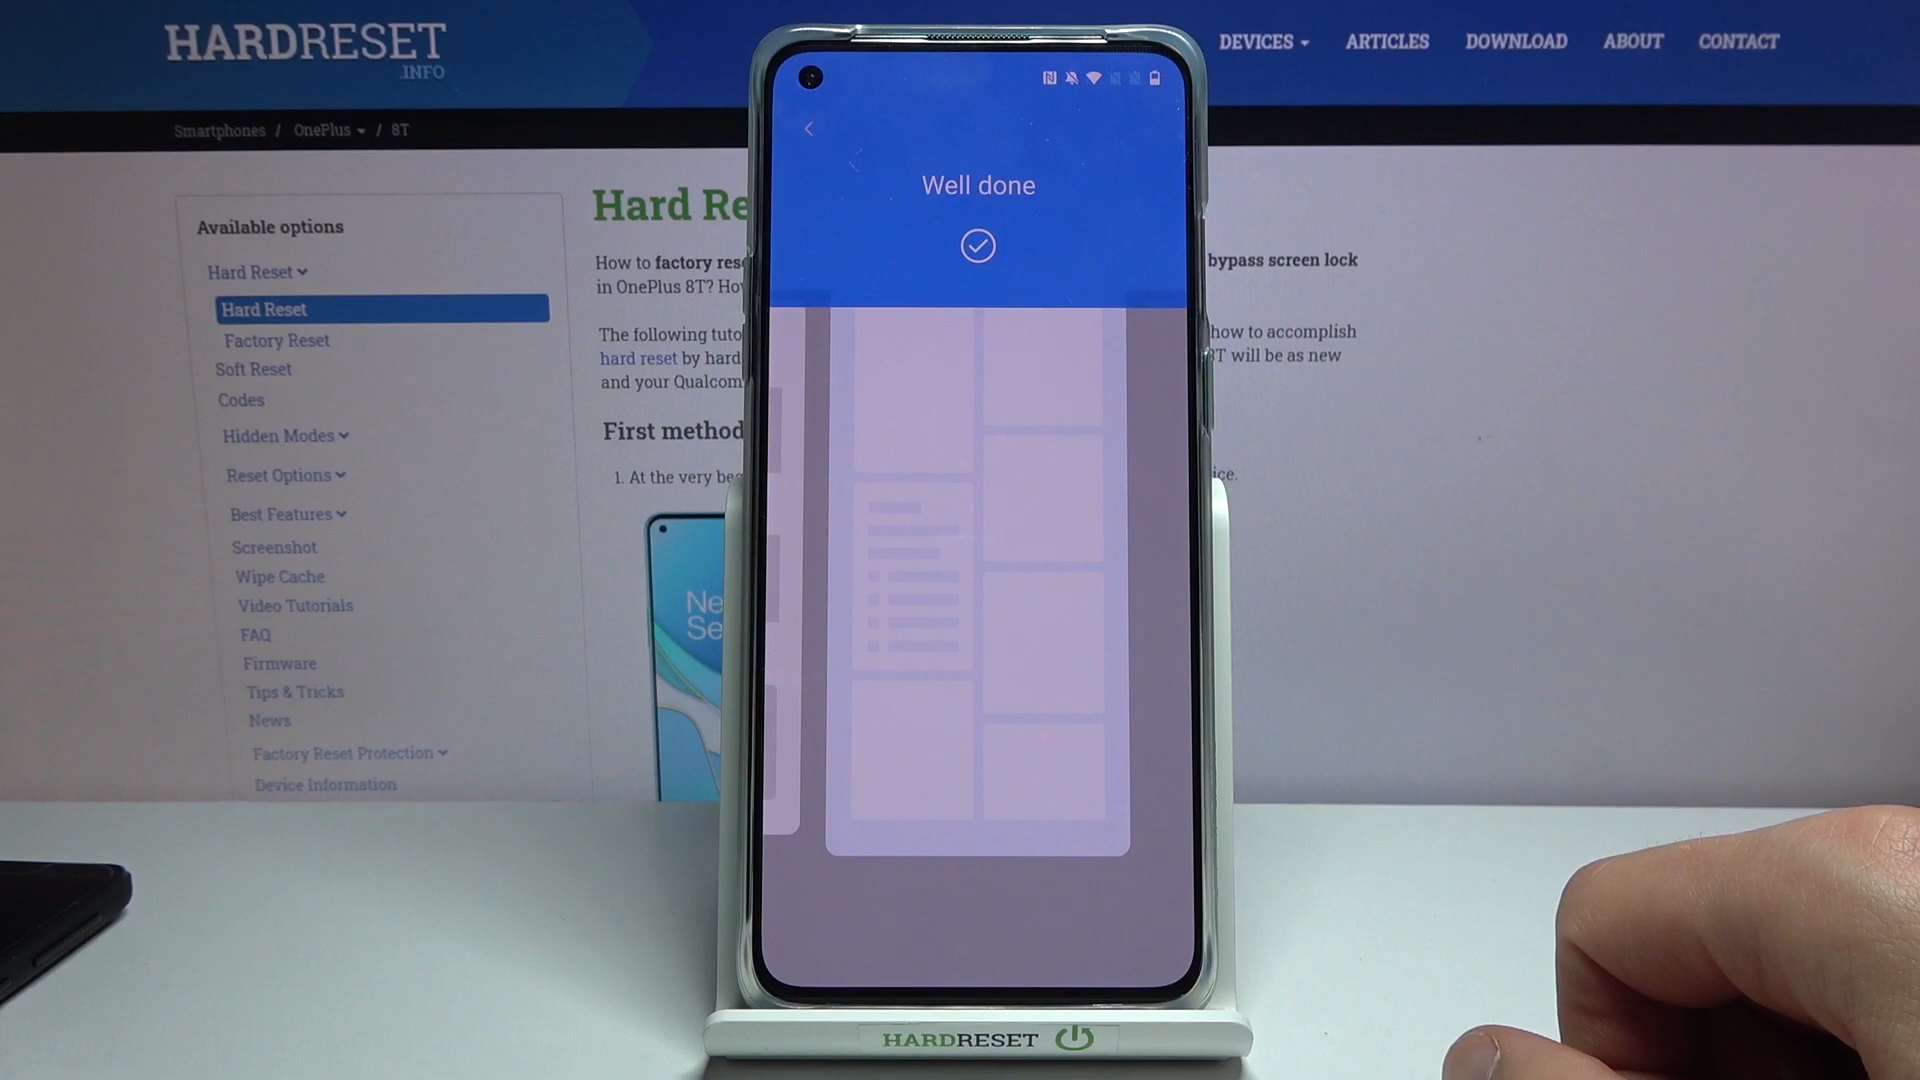 HARDRESET
.INFO
DEVICES ARTICLES DOWNLOAD ABOUT CONTACT
Smartphones / OnePlus / 8T
Available options
Hard Reset
Hard Reset
Factory Reset
Soft Reset
Codes
Hidden Modes
Reset Options
Best Features
Screenshot
Wipe Cache
Video Tutorials
FAQ
Firmware
Tips & Tricks
News
Factory Reset Protection
Device Information
Hard Re
How to factory res bypass screen lock
in OnePlus 8T? Ho
The following tuto how to accomplish
hard reset by hard 8T will be as new
and your Qualcom
First method
1. At the very beg ice.
Ne
Se
Well done
HARDRESET